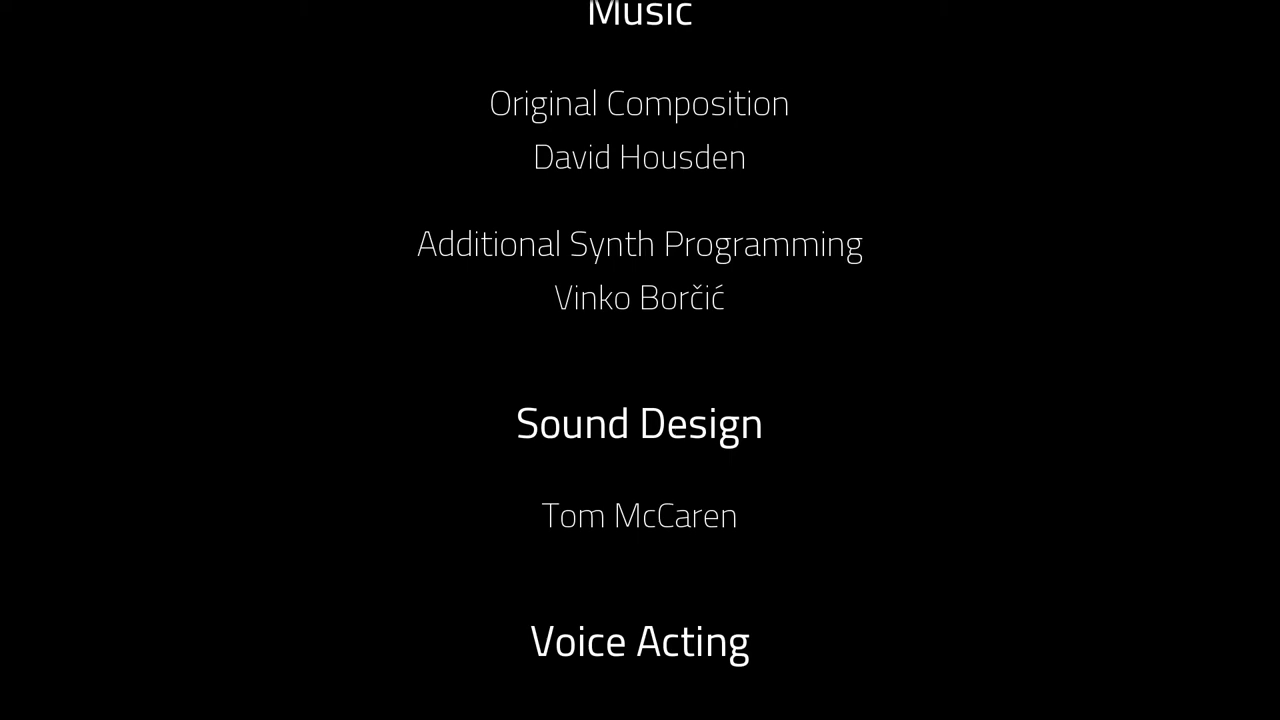 Music
Original Composition
David Housden
Additional Synth Programming
Vinko Borčić
Sound Design
Tom McCaren
Voice Acting